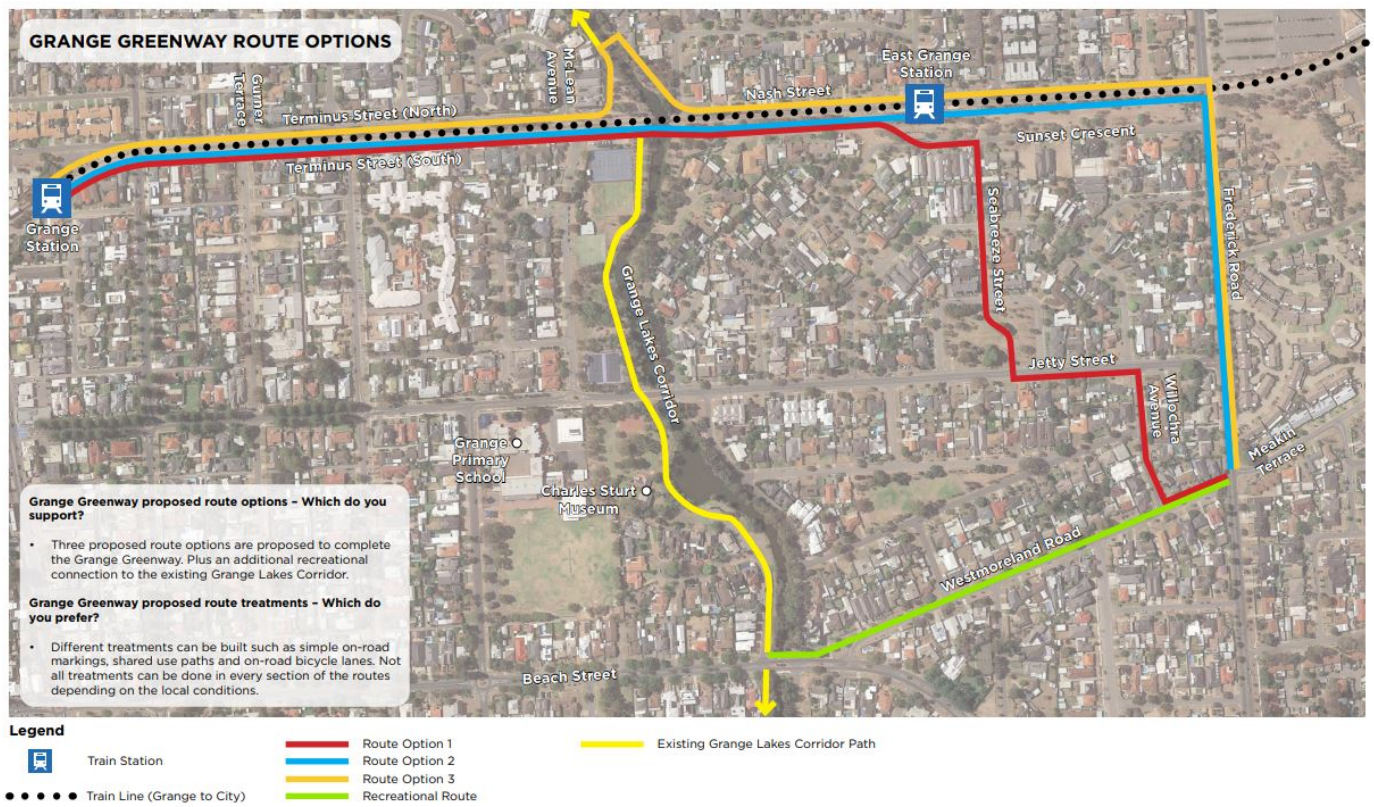 GRANGE GREENWAY ROUTE OPTIONS
McLean
Avenue
East Grange
Station
Gurner
Terrace
Nash Street
Terminus Street (North)
Sunset Crescent
Terminus Street (South)
Grange
Station
Seabreeze Street
Frederick Road
Grange Lakes Corridor
Jetty Street
Willochra
Avenue
Meakin
Terrace
Grange
Primary
School
Charles Sturt
Museum
Westmoreland Road
Beach Street
Grange Greenway proposed route options – Which do you
support?
• Three proposed route options are proposed to complete
the Grange Greenway. Plus an additional recreational
connection to the existing Grange Lakes Corridor.
Grange Greenway proposed route treatments – Which do
you prefer?
• Different treatments can be built such as simple on-road
markings, shared use paths and on-road bicycle lanes. Not
all treatments can be done in every section of the routes
depending on the local conditions.
Legend
Train Station
Train Line (Grange to City)
Route Option 1
Route Option 2
Route Option 3
Recreational Route
Existing Grange Lakes Corridor Path